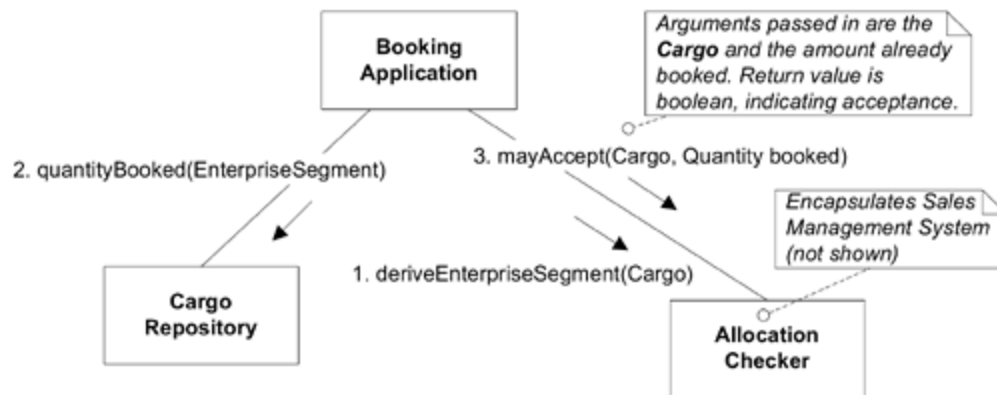 Booking
Application
Arguments passed in are the
Cargo and the amount already
booked. Return value is
boolean, indicating acceptance.
2. quantityBooked(EnterpriseSegment)
3. mayAccept(Cargo, Quantity booked)
Encapsulates Sales
Management System
(not shown)
1. deriveEnterpriseSegment(Cargo)
Cargo
Repository
Allocation
Checker